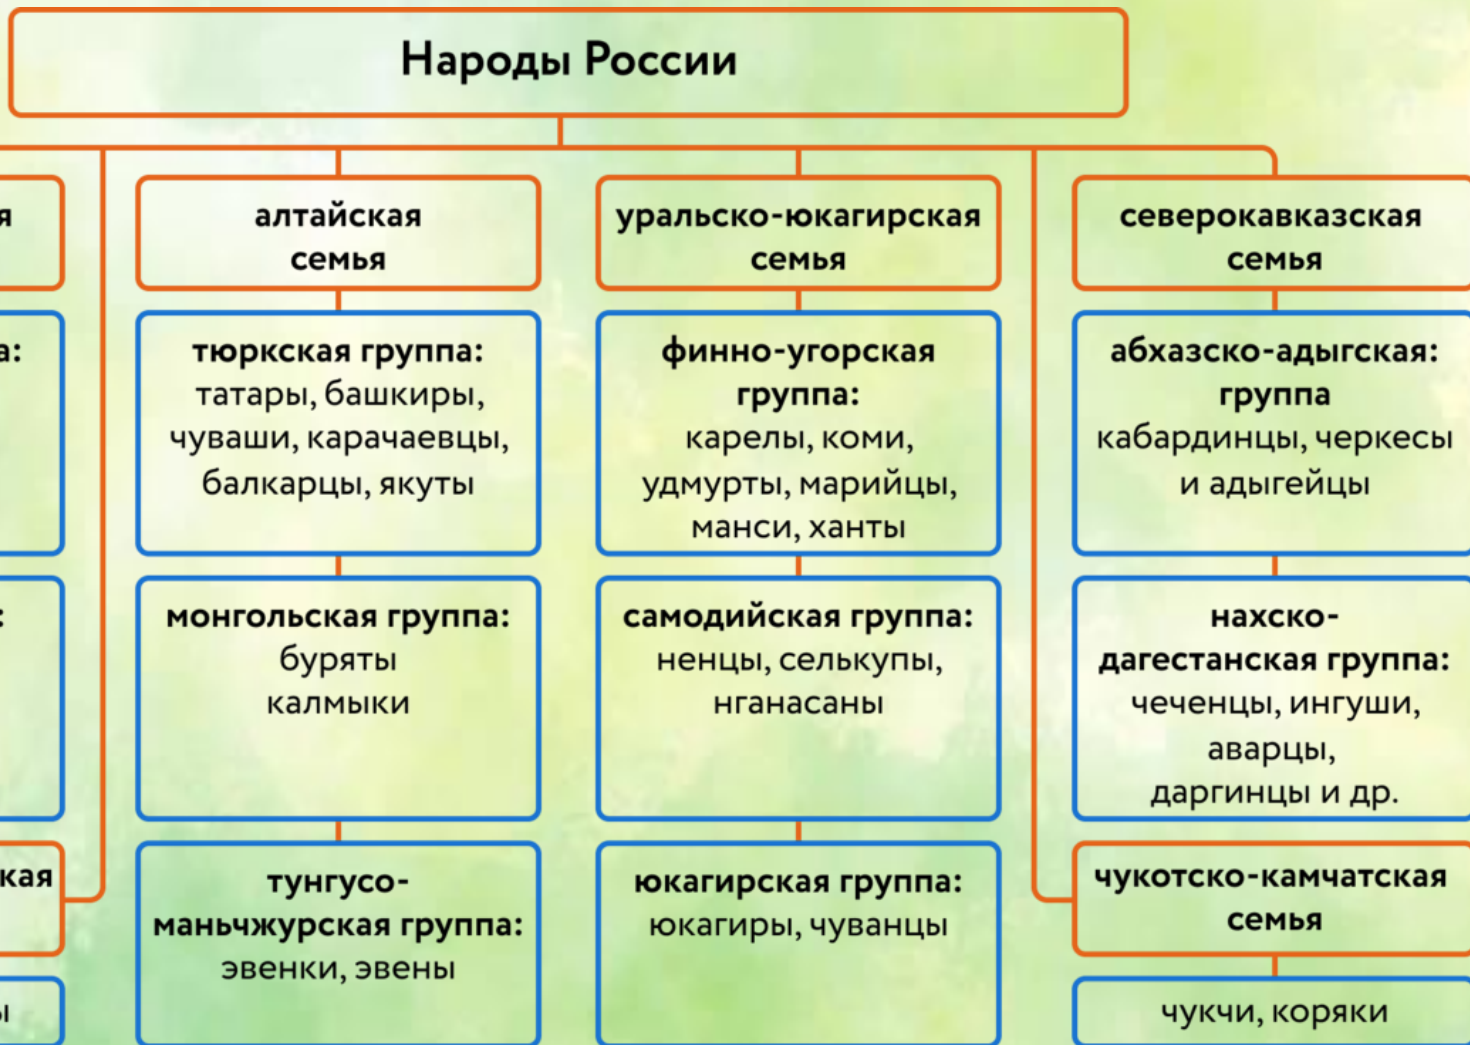 Народы России
алтайская
семья
тюркская группа:
татары, башкиры,
чуваши, карачаевцы,
балкарцы, якуты
монгольская группа:
буряты
калмыки
тунгусо-
маньчжурская группа:
эвенки, эвены
уральско-юкагирская
семья
финно-угорская
группа:
карелы, коми,
удмурты, марийцы,
манси, ханты
самодийская группа:
ненцы, селькупы,
нганасаны
юкагирская группа:
юкагиры, чуванцы
северокавказская
семья
абхазско-адыгская:
группа
кабардинцы, черкесы
и адыгейцы
нахско-
дагестанская группа:
чеченцы, ингуши,
аварцы,
даргинцы и др.
чукотско-камчатская
семья
чукчи, коряки